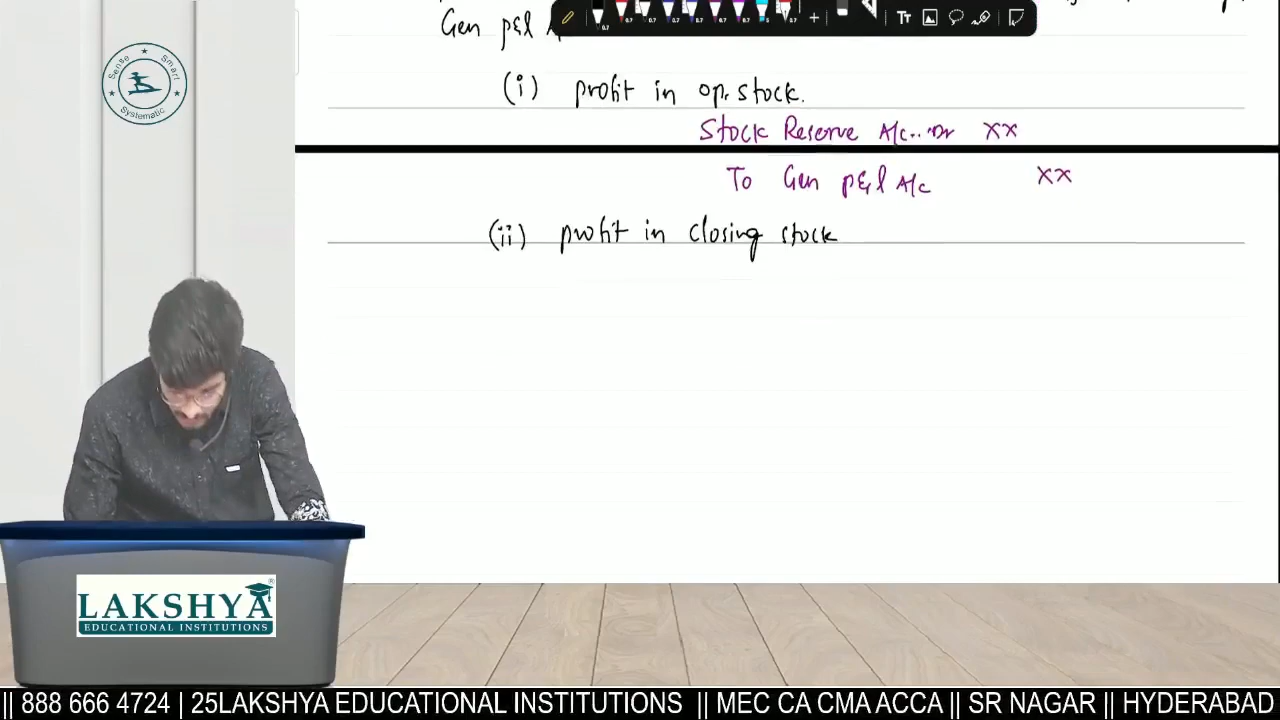 Gen p&l A
(i) profit in op. stock.
Stock Reserve A/c...Dr XX
To Gen p&l A/c XX
(ii) profit in closing stock
Sense Smart Systematic
LAKSHYA
EDUCATIONAL INSTITUTIONS
|| 888 666 4724 | 25LAKSHYA EDUCATIONAL INSTITUTIONS || MEC CA CMA ACCA || SR NAGAR || HYDERABAD